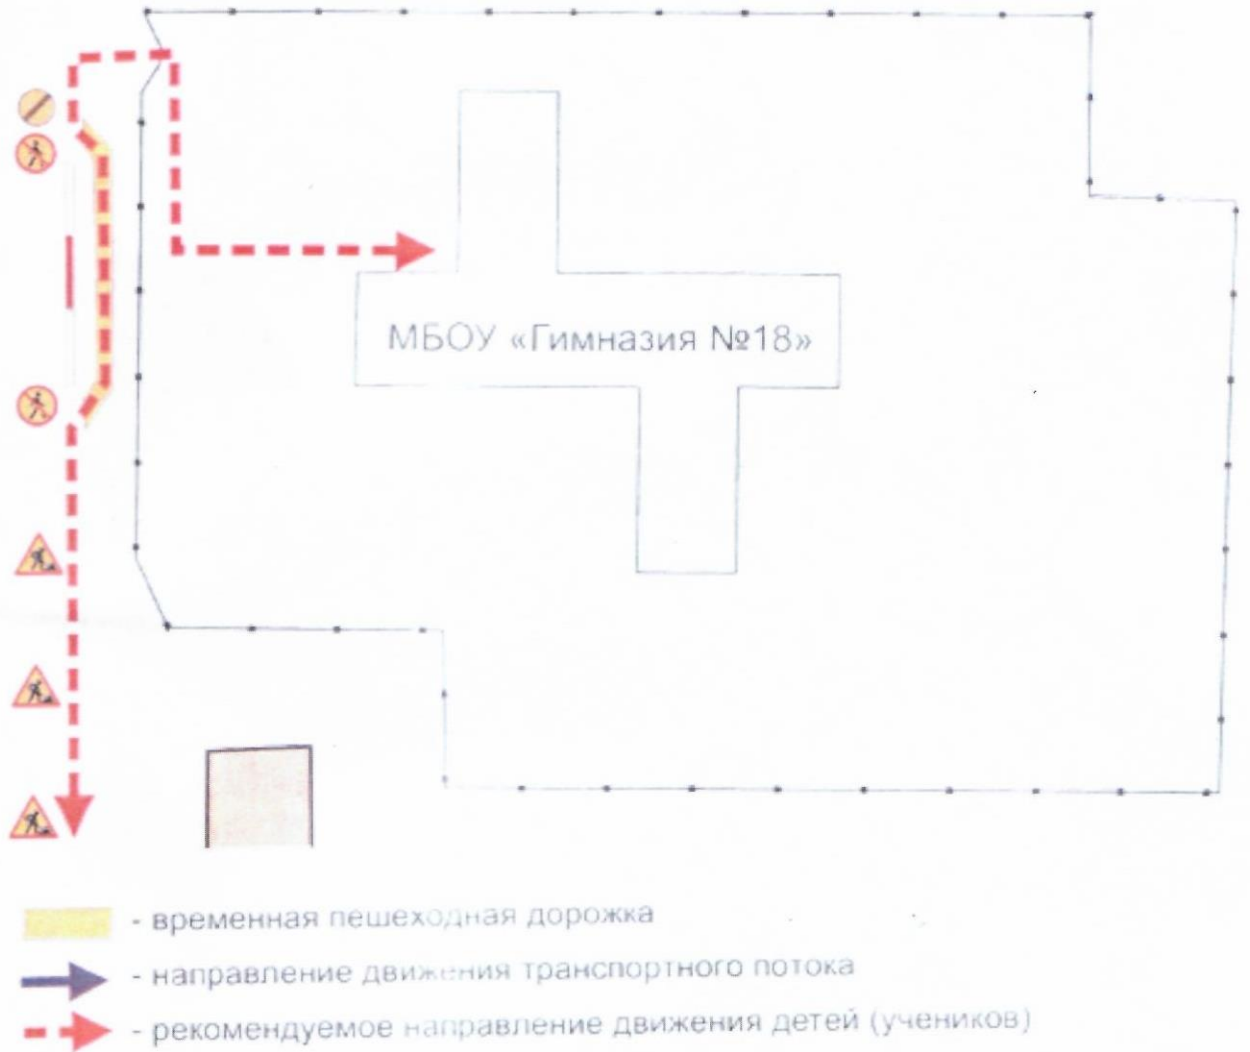 МБОУ «Гимназия №18»
- временная пешеходная дорожка
- направление движения транспортного потока
- рекомендуемое направление движения детей (учеников)